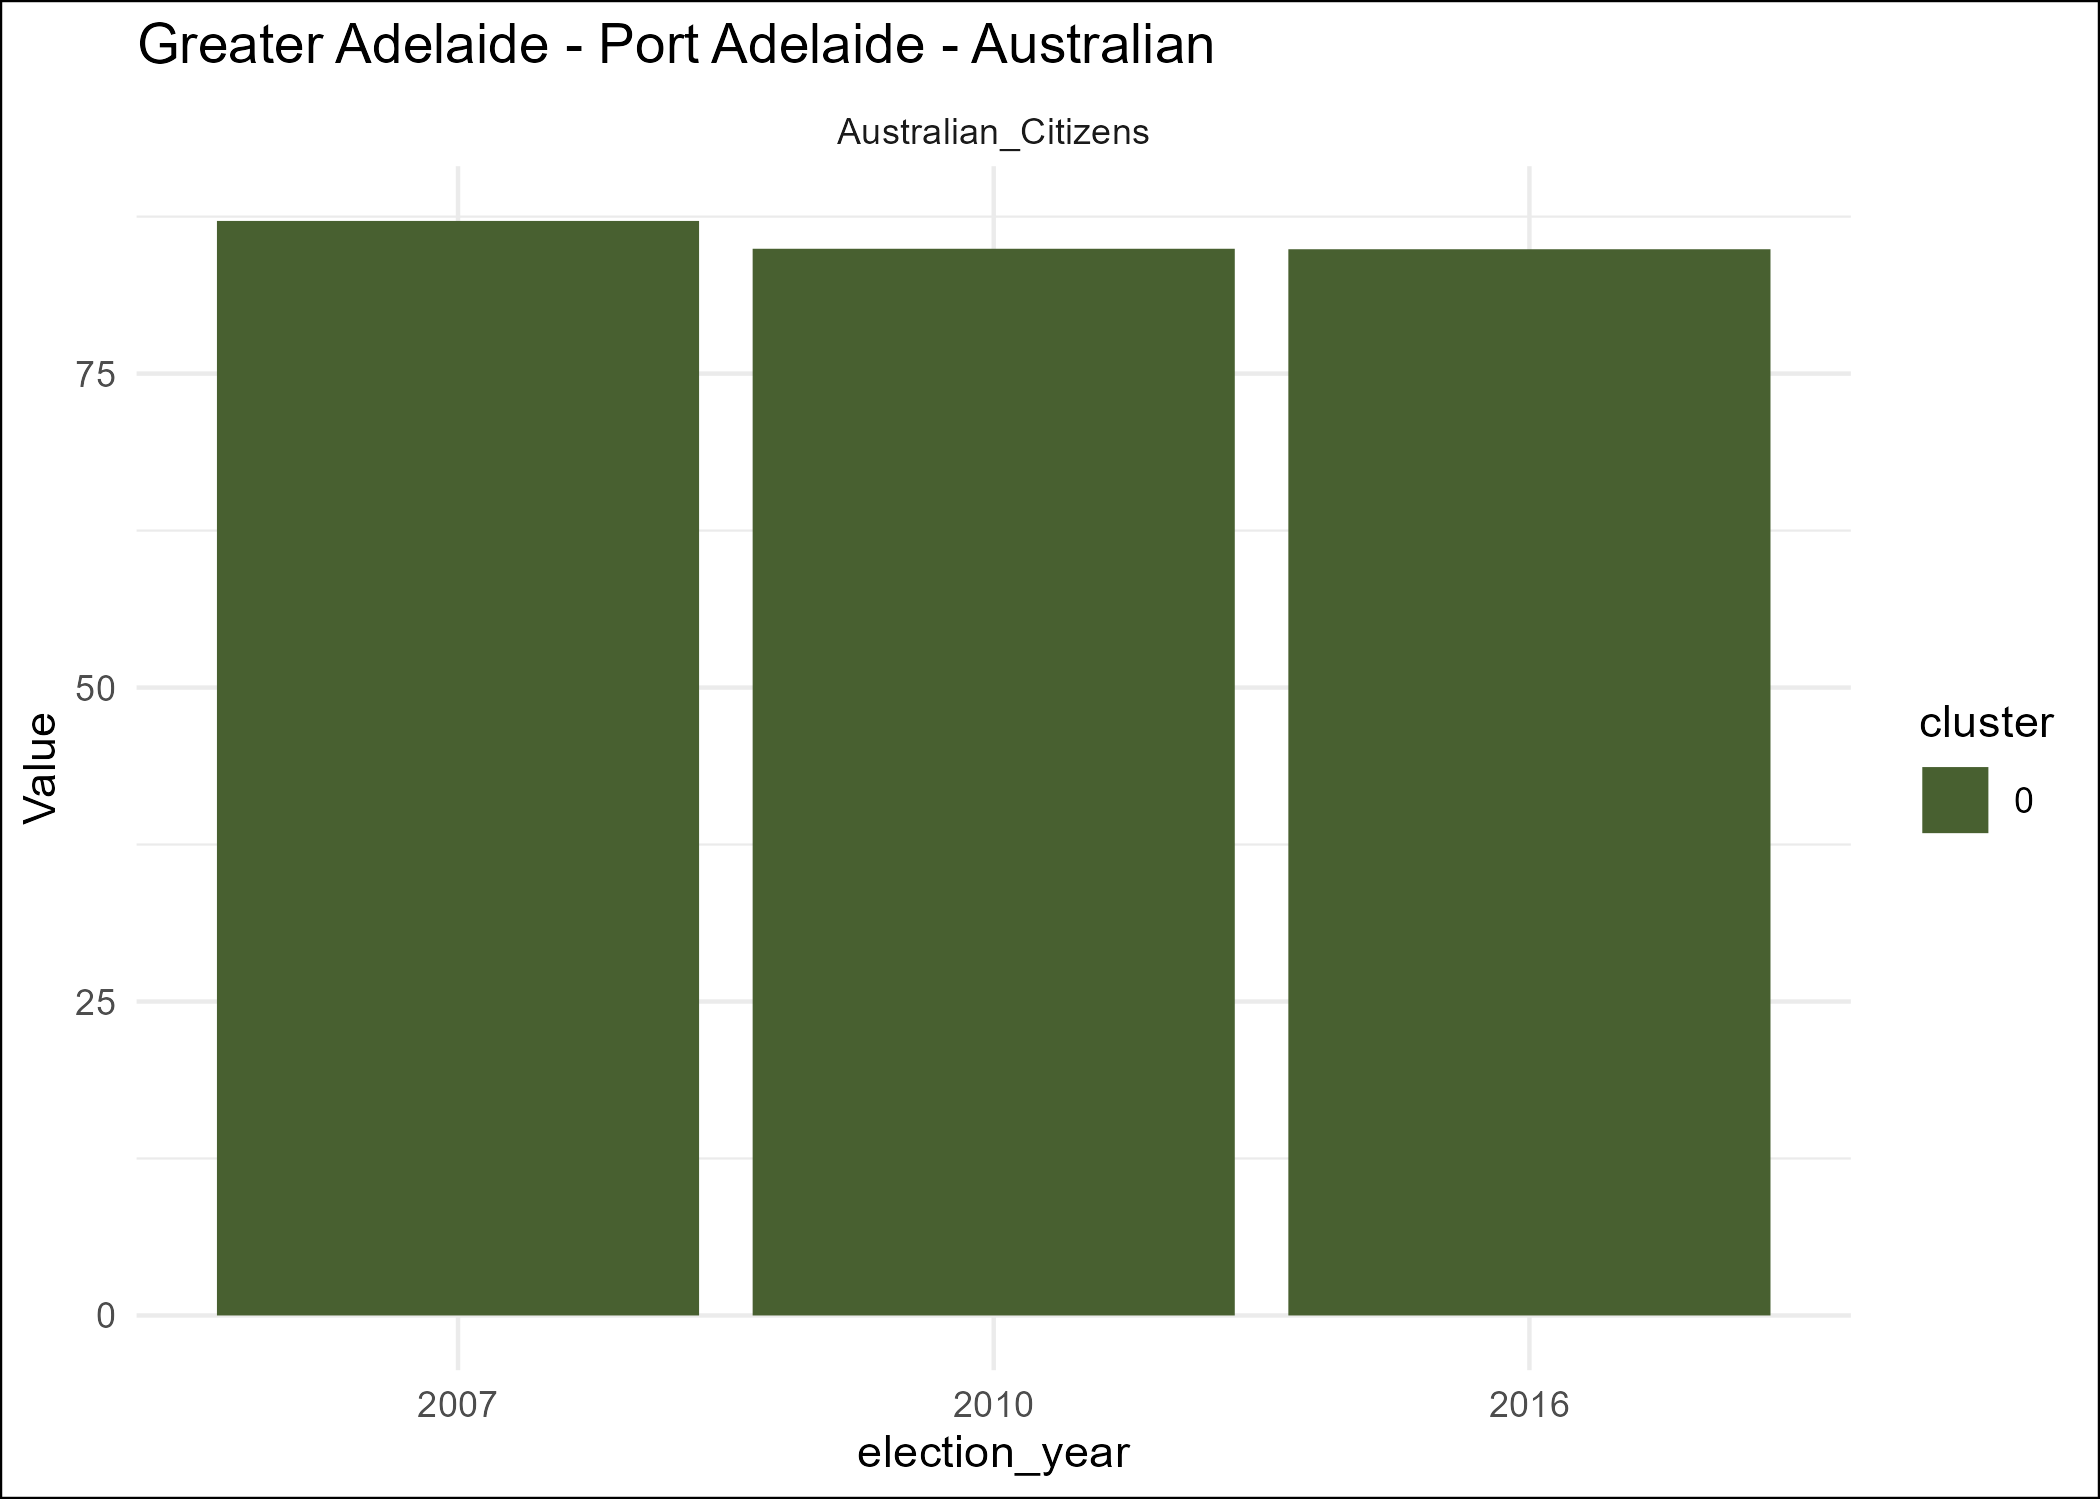 Greater Adelaide - Port Adelaide - Australian
Australian_Citizens
75
50
25
0
Value
2007
2010
2016
election_year
cluster
0